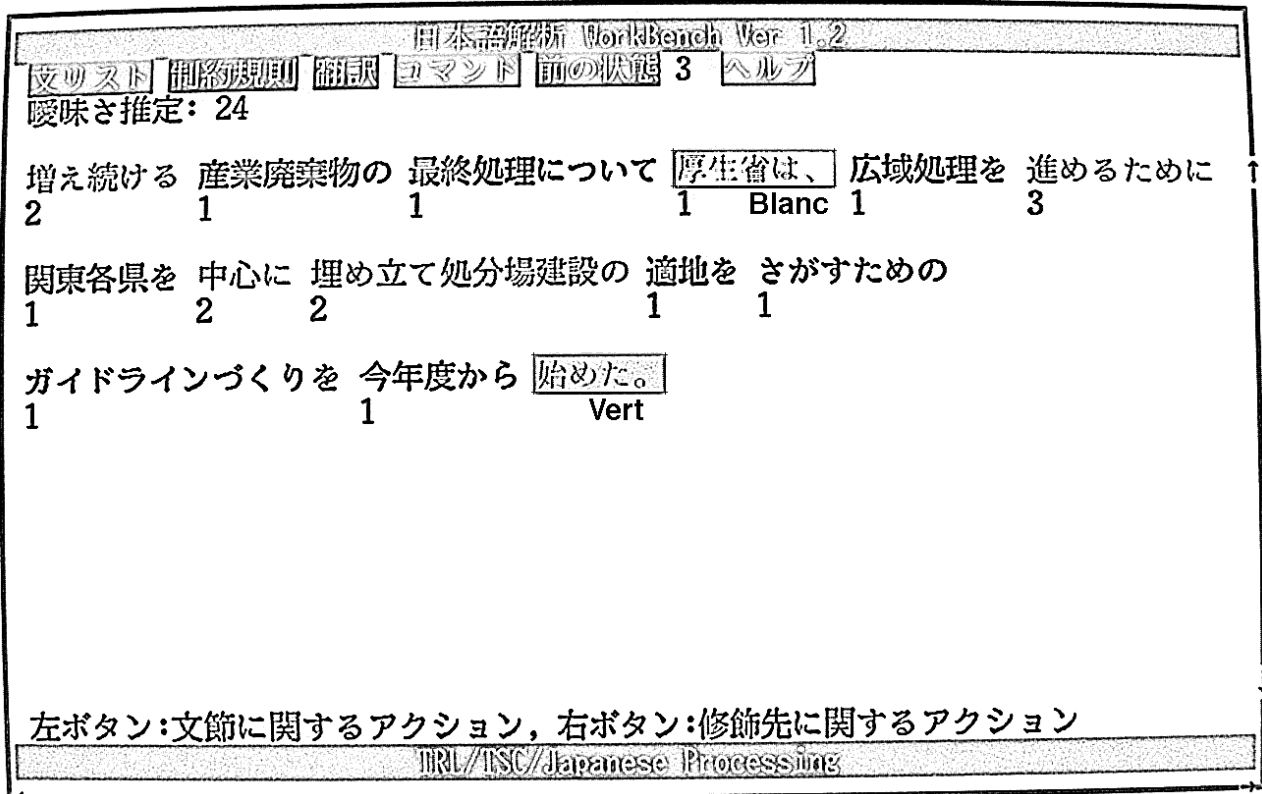 日本語解析 WorkBench Ver 1.2
文リスト 制約規則 翻訳 コマンド 前の状態 3 ヘルプ
曖昧さ推定: 24
増え続ける 産業廃棄物の 最終処理について 厚生省は、 広域処理を 進めるために
2 1 1 1 Blanc 1 3
関東各県を 中心に 埋め立て処分場建設の 適地を さがすための
1 2 2 1 1
ガイドラインづくりを 今年度から 始めた。
1 1 Vert
左ボタン:文節に関するアクション, 右ボタン:修飾先に関するアクション
TRL/TSC/Japanese Processing